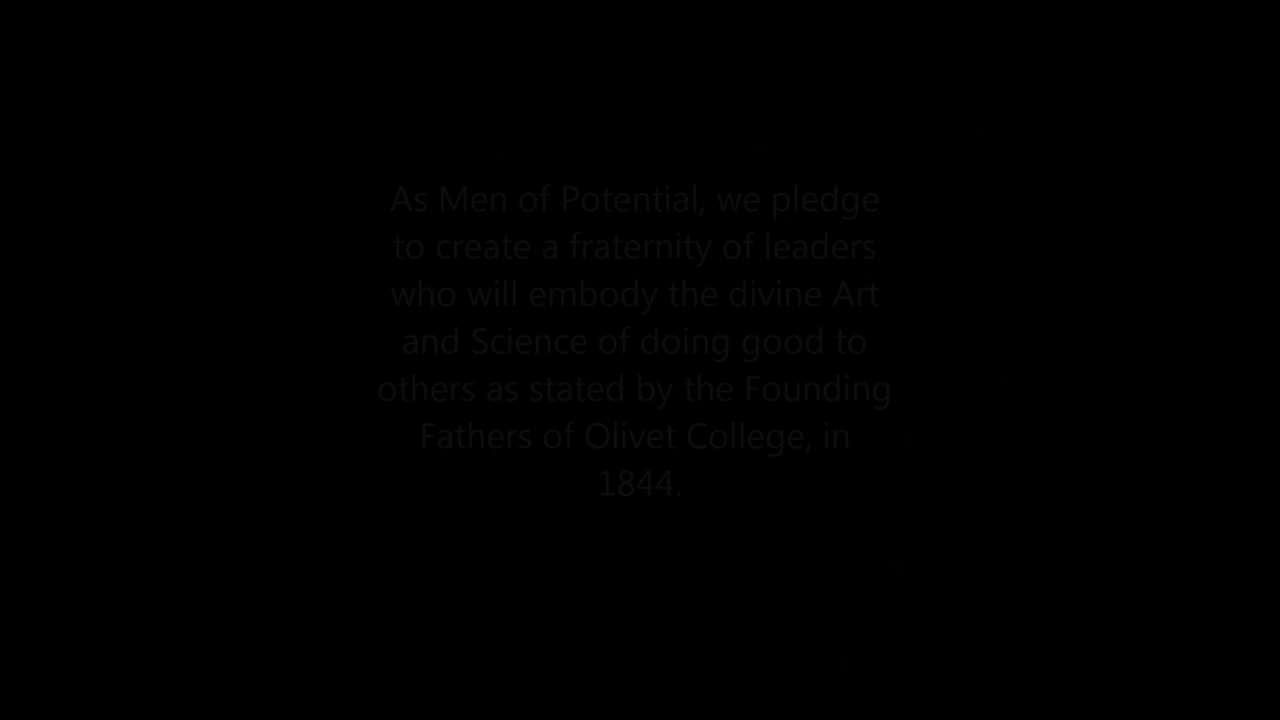 As Men of Potential, we pledge
to create a fraternity of leaders
who will embody the divine Art
and Science of doing good to
others as stated by the Founding
Fathers of Olivet College, in
1844.